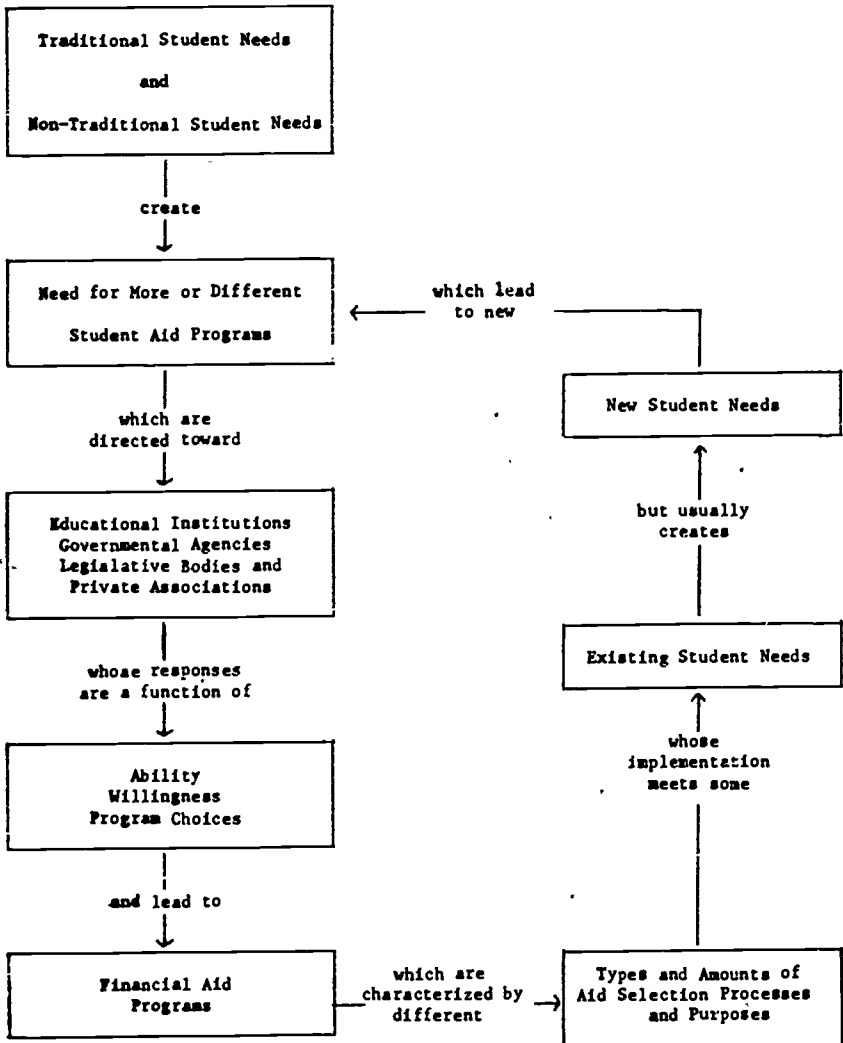 Traditional Student Needs
and
Non-Traditional Student Needs
create
Need for More or Different
Student Aid Programs
which are
directed toward
Educational Institutions
Governmental Agencies
Legislative Bodies and
Private Associations
whose responses
are a function of
Ability
Willingness
Program Choices
and lead to
Financial Aid
Programs
which are
characterized by
different
Types and Amounts of
Aid Selection Processes
and Purposes
whose
implementation
meets some
Existing Student Needs
but usually
creates
New Student Needs
which lead
to new